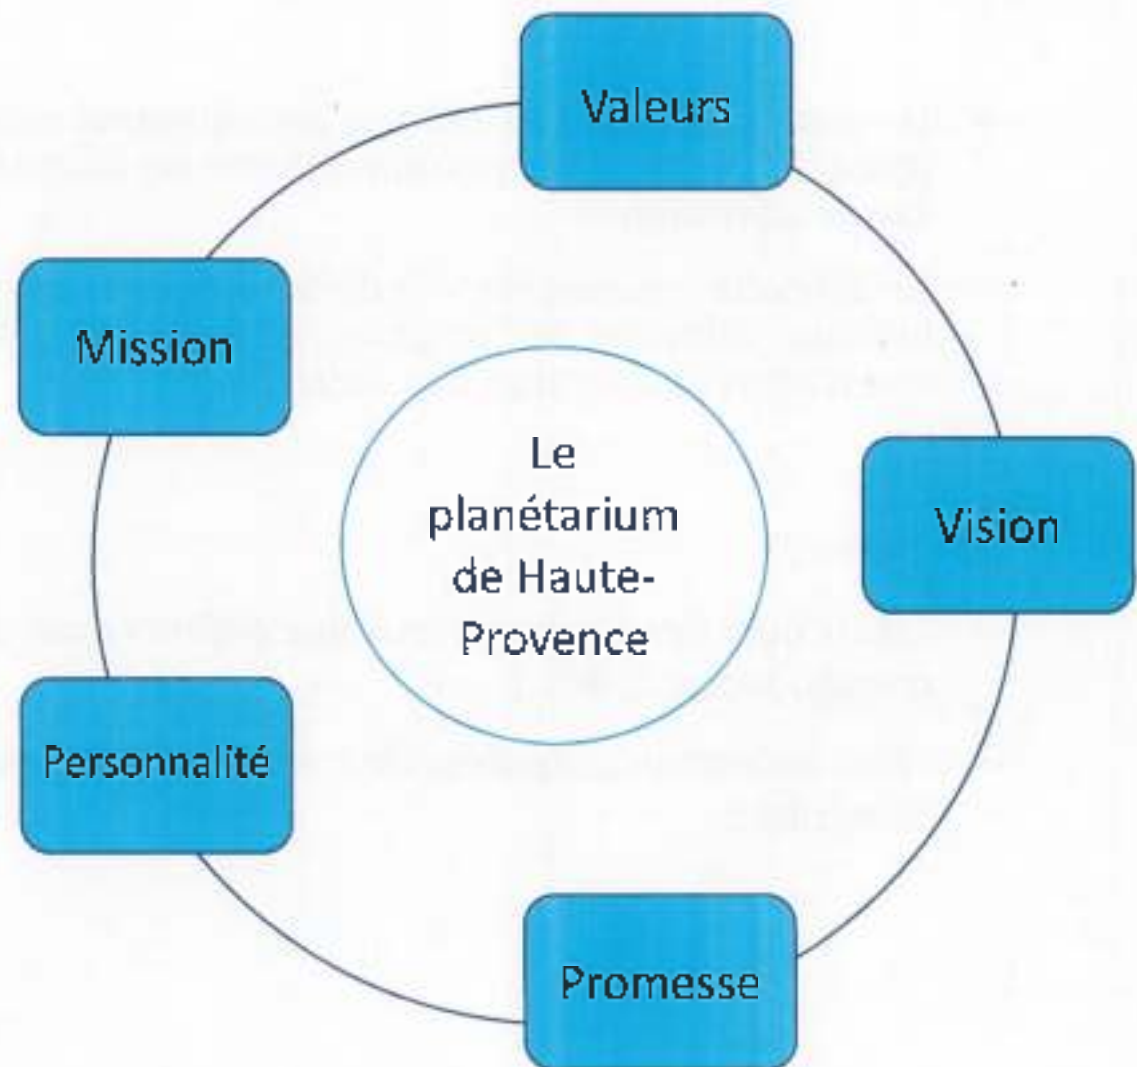 Valeurs
Mission
Le
planétarium
de Haute-
Provence
Vision
Personnalité
Promesse